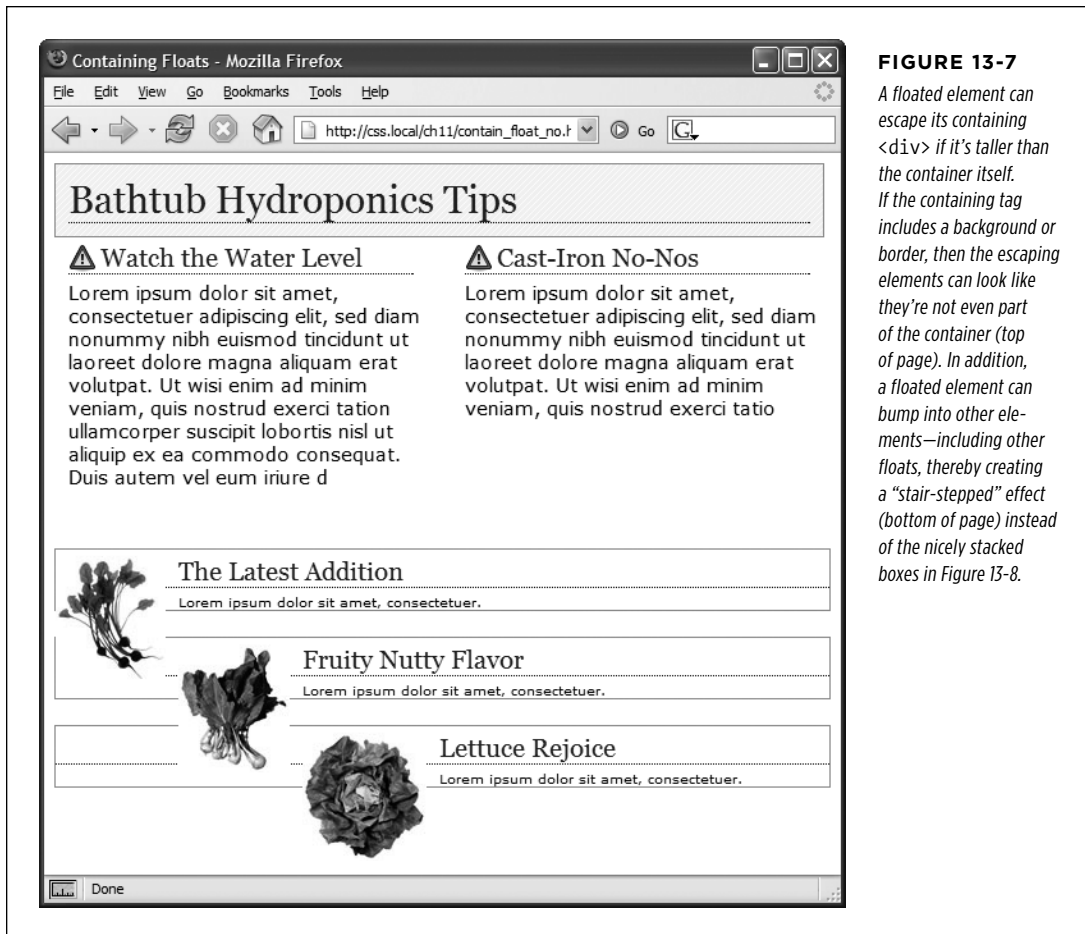 Containing Floats - Mozilla Firefox
File Edit View Go Bookmarks Tools Help
http://css.local/ch11/contain_float_no.h Go G
Bathtub Hydroponics Tips
Watch the Water Level
Lorem ipsum dolor sit amet,
consectetuer adipiscing elit, sed diam
nonummy nibh euismod tincidunt ut
laoreet dolore magna aliquam erat
volutpat. Ut wisi enim ad minim
veniam, quis nostrud exerci tation
ullamcorper suscipit lobortis nisl ut
aliquip ex ea commodo consequat.
Duis autem vel eum iriure d
Cast-Iron No-Nos
Lorem ipsum dolor sit amet,
consectetuer adipiscing elit, sed diam
nonummy nibh euismod tincidunt ut
laoreet dolore magna aliquam erat
volutpat. Ut wisi enim ad minim
veniam, quis nostrud exerci tatio
The Latest Addition
Lorem ipsum dolor sit amet, consectetuer.
Fruity Nutty Flavor
Lorem ipsum dolor sit amet, consectetuer.
Lettuce Rejoice
Lorem ipsum dolor sit amet, consectetuer.
Done
FIGURE 13-7
A floated element can
escape its containing
<div> if it's taller than
the container itself.
If the containing tag
includes a background or
border, then the escaping
elements can look like
they're not even part
of the container (top
of page). In addition,
a floated element can
bump into other ele-
ments—including other
floats, thereby creating
a “stair-stepped” effect
(bottom of page) instead
of the nicely stacked
boxes in Figure 13-8.